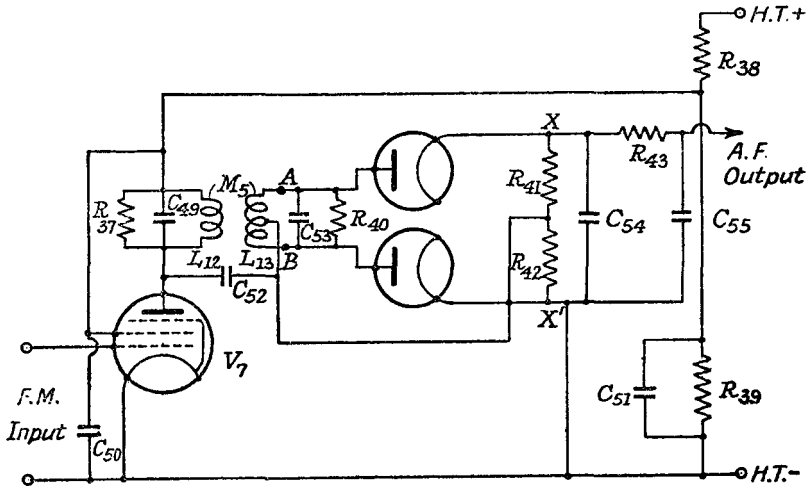 H.T.+
R38
X
A.F.
Output
R41
R43
(M5)
A
R37
C49
C53
R40
C54
C55
L12
L13
B
R42
C52
X'
V7
F.M.
Input
C50
C51
R39
H.T.-